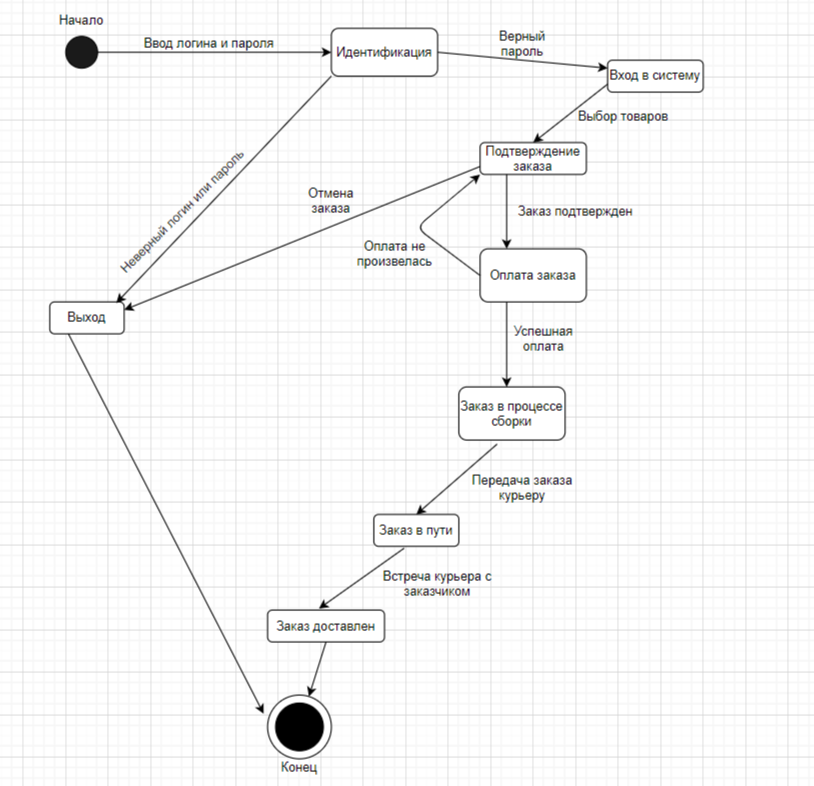 Начало
Ввод логина и пароля
Идентификация
Верный
пароль
Вход в систему
Выбор товаров
Подтверждение
заказа
Неверный логин или пароль
Отмена
заказа
Заказ подтвержден
Оплата не
произвелась
Оплата заказа
Выход
Успешная
оплата
Заказ в процессе
сборки
Передача заказа
курьеру
Заказ в пути
Встреча курьера с
заказчиком
Заказ доставлен
Конец